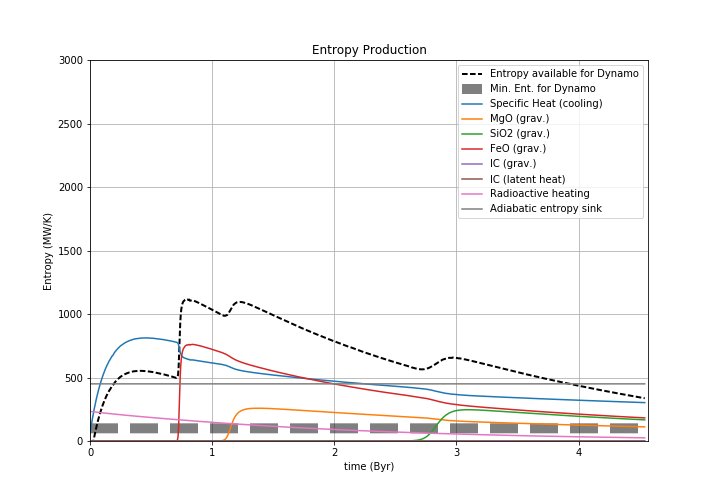 Entropy Production
3000
2500
2000
1500
1000
500
0
Entropy (MW/K)
Entropy available for Dynamo
Min. Ent. for Dynamo
Specific Heat (cooling)
MgO (grav.)
SiO2 (grav.)
FeO (grav.)
IC (grav.)
IC (latent heat)
Radioactive heating
Adiabatic entropy sink
0 1 2 3 4
time (Byr)